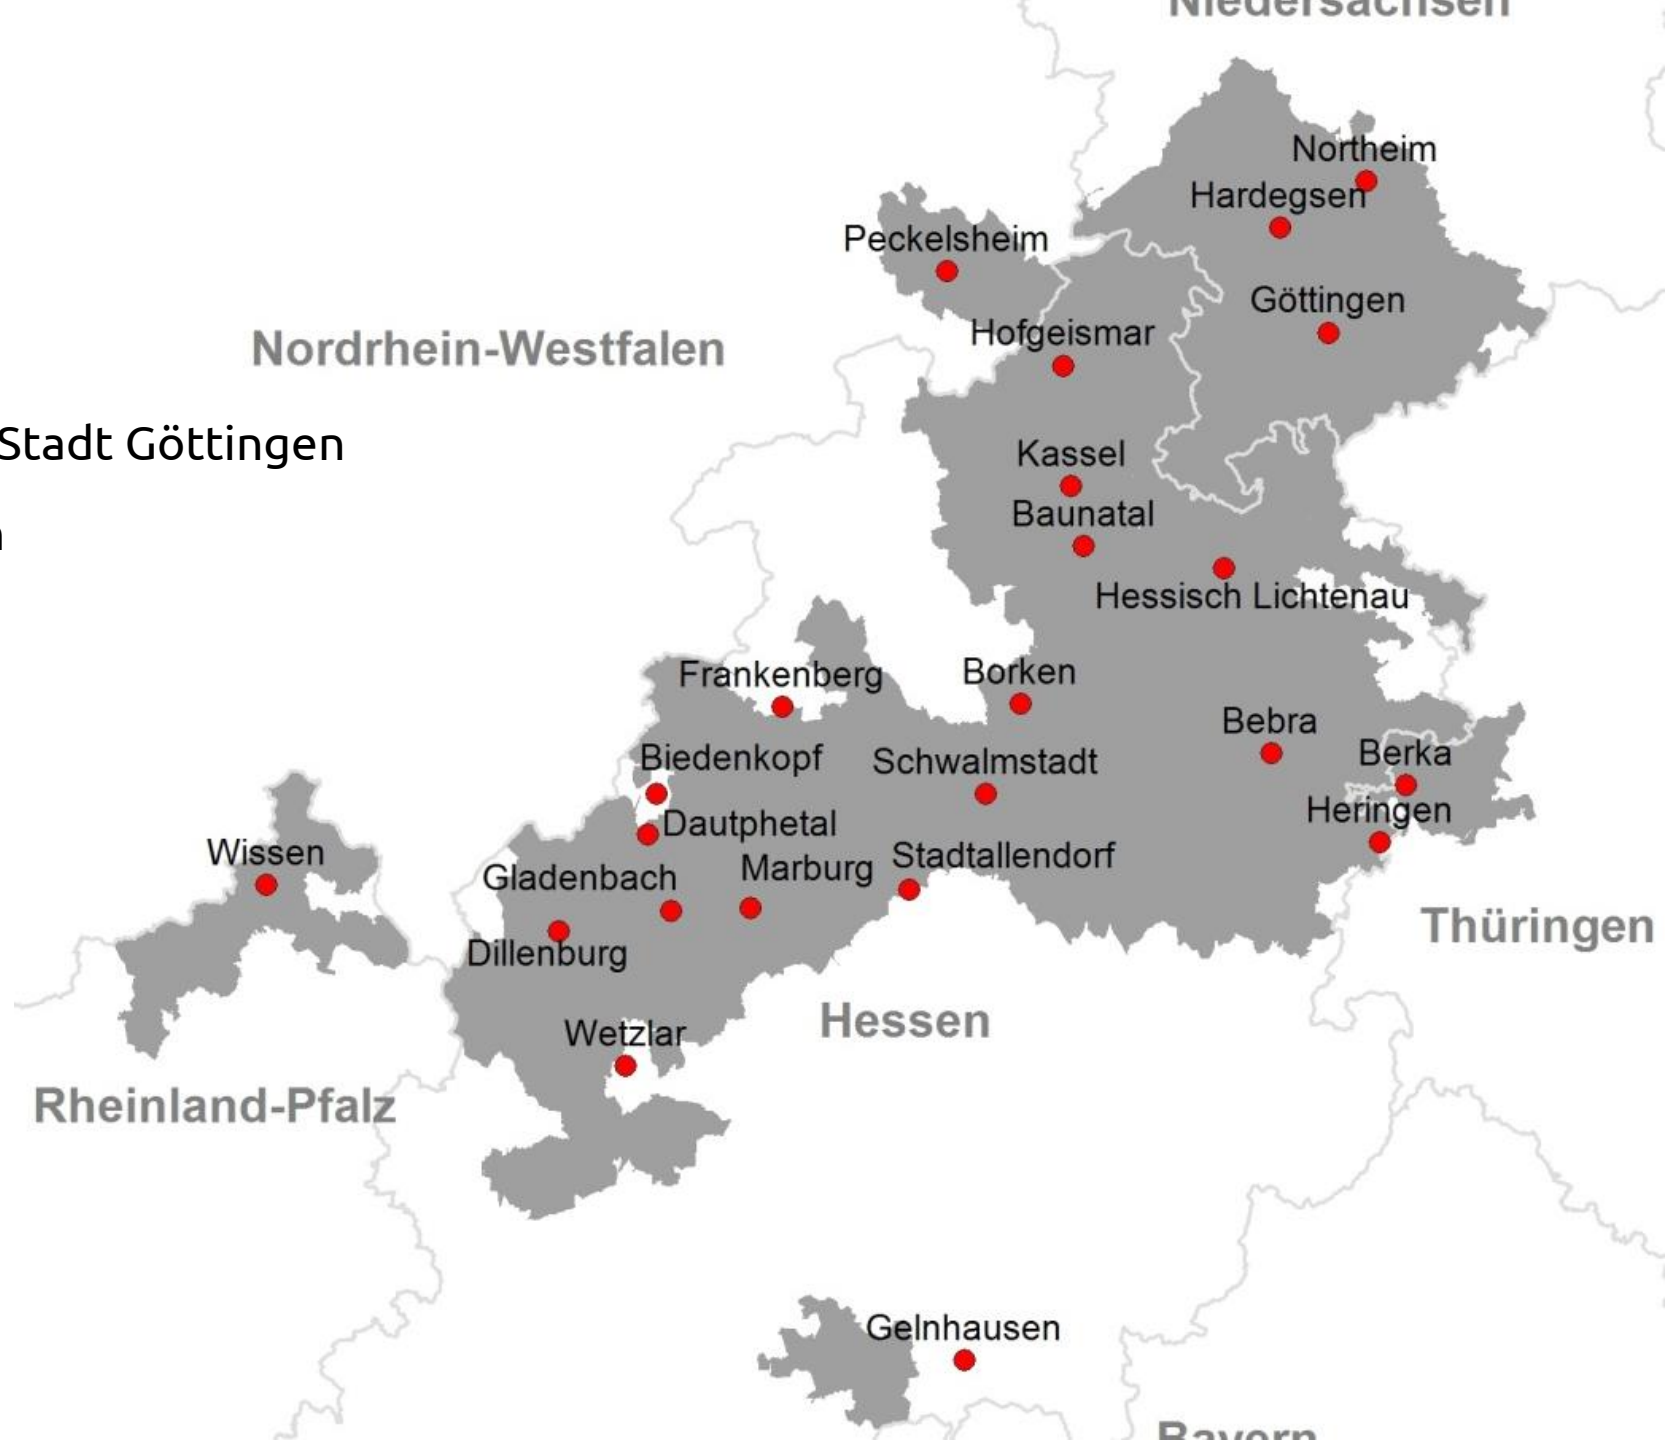 Niedersachsen
Northeim
Hardegsen
Peckelsheim
Göttingen
Hofgeismar
Nordrhein-Westfalen
Stadt Göttingen
Kassel
Baunatal
Hessisch Lichtenau
Frankenberg
Borken
Bebra
Biedenkopf
Schwalmstadt
Berka
Heringen
Dautphetal
Wissen
Stadtallendorf
Marburg
Gladenbach
Thüringen
Dillenburg
Hessen
Wetzlar
Rheinland-Pfalz
Gelnhausen
Bayern